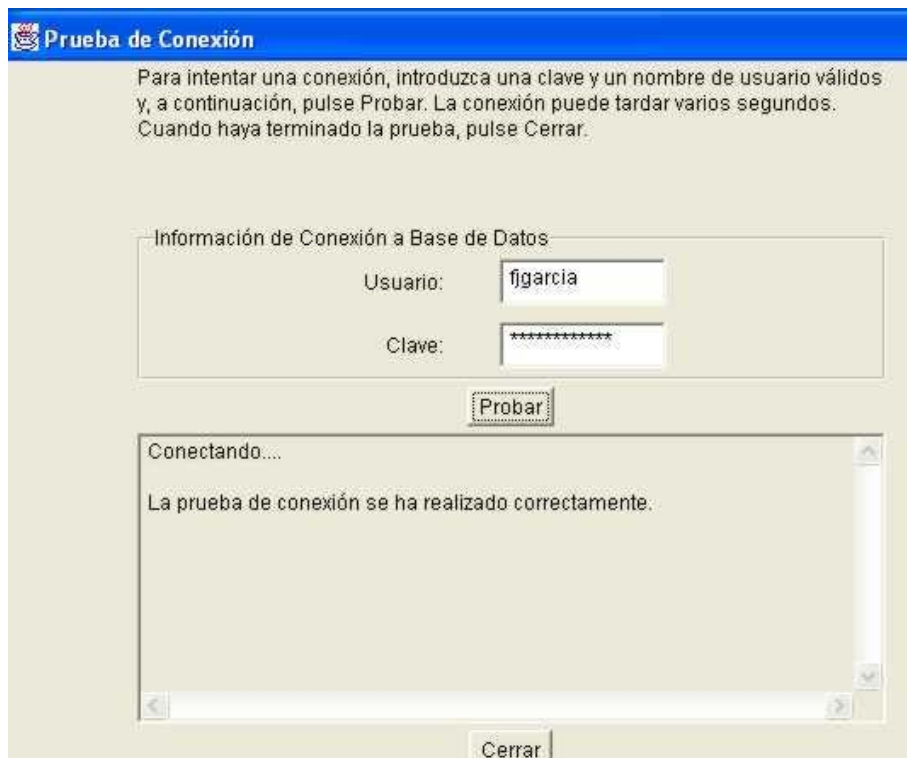 Prueba de Conexión
Para intentar una conexión, introduzca una clave y un nombre de usuario válidos
y, a continuación, pulse Probar. La conexión puede tardar varios segundos.
Cuando haya terminado la prueba, pulse Cerrar.
Información de Conexión a Base de Datos
Usuario: fjgarcia
Clave: ************
Probar
Conectando....
La prueba de conexión se ha realizado correctamente.
Cerrar